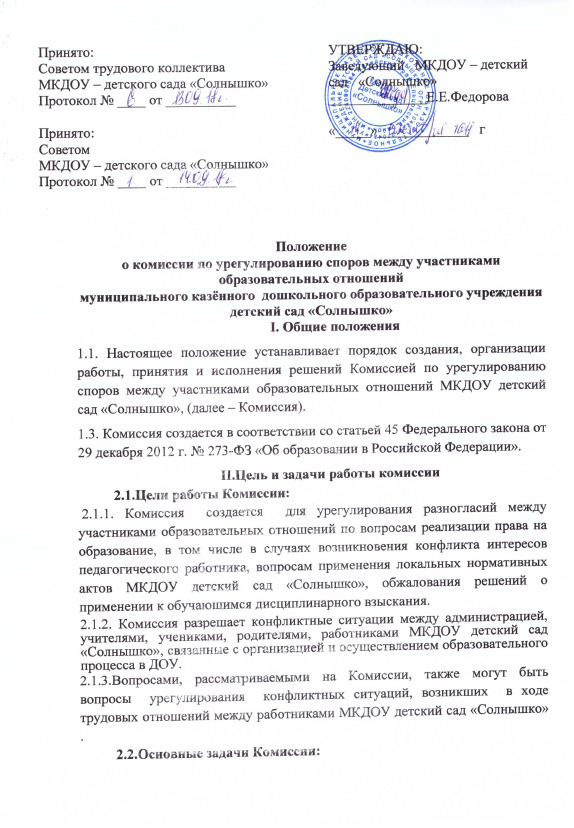 Принято:
Советом трудового коллектива
МКДОУ – детского сада «Солнышко»
Протокол № от 13.09.18г.
Принято:
Советом
МКДОУ – детского сада «Солнышко»
Протокол № 1 от 14.09.18г.
УТВЕРЖДАЮ:
Заведующий МКДОУ – детский
сад «Солнышко»
Е.Е.Федорова
« » г
Детский сад
«Солнышко»
Положение
о комиссии по урегулированию споров между участниками
образовательных отношений
муниципального казённого дошкольного образовательного учреждения
детский сад «Солнышко»
I. Общие положения
1.1. Настоящее положение устанавливает порядок создания, организации
работы, принятия и исполнения решений Комиссией по урегулированию
споров между участниками образовательных отношений МКДОУ детский
сад «Солнышко», (далее – Комиссия).
1.3. Комиссия создается в соответствии со статьей 45 Федерального закона от
29 декабря 2012 г. № 273-ФЗ «Об образовании в Российской Федерации».
II.Цель и задачи работы комиссии
2.1.Цели работы Комиссии:
2.1.1. Комиссия создается для урегулирования разногласий между
участниками образовательных отношений по вопросам реализации права на
образование, в том числе в случаях возникновения конфликта интересов
педагогического работника, вопросам применения локальных нормативных
актов МКДОУ детский сад «Солнышко», обжалования решений о
применении к обучающимся дисциплинарного взыскания.
2.1.2. Комиссия разрешает конфликтные ситуации между администрацией,
учителями, учениками, родителями, работниками МКДОУ детский сад
«Солнышко», связанные с организацией и осуществлением образовательного
процесса в ДОУ.
2.1.3.Вопросами, рассматриваемыми на Комиссии, также могут быть
вопросы урегулирования конфликтных ситуаций, возникших в ходе
трудовых отношений между работниками МКДОУ детский сад «Солнышко»
.
2.2.Основные задачи Комиссии: